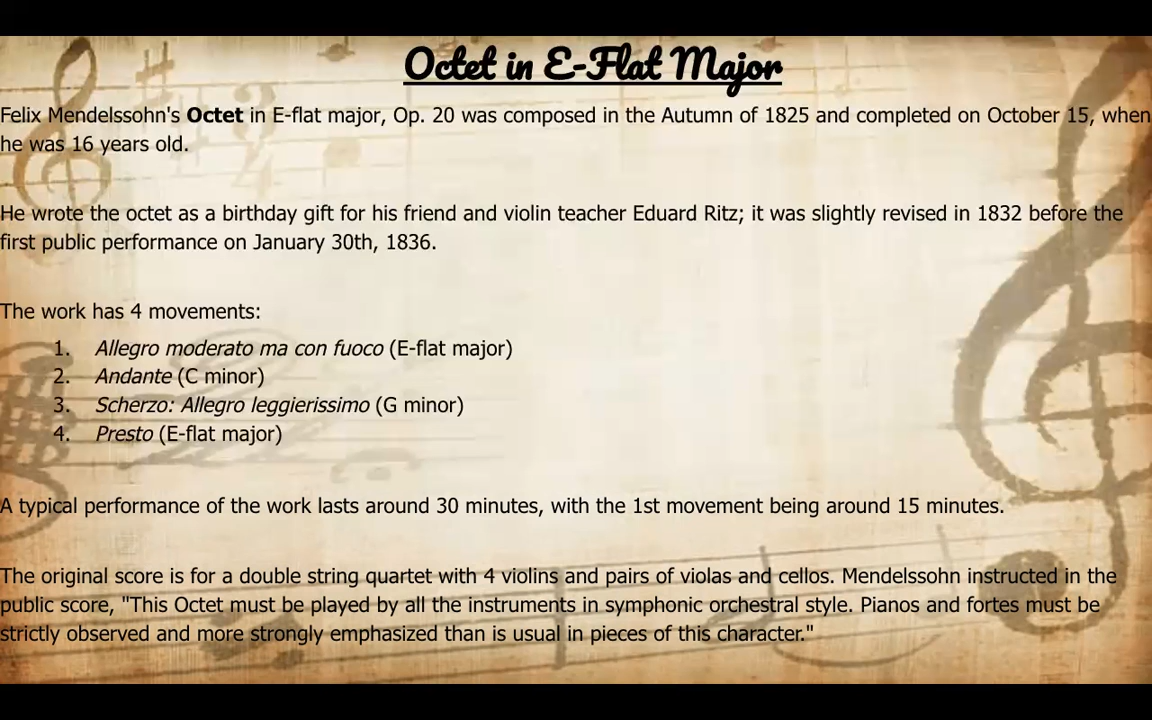 Octet in E-Flat Major
Felix Mendelssohn's Octet in E-flat major, Op. 20 was composed in the Autumn of 1825 and completed on October 15, when
he was 16 years old.
He wrote the octet as a birthday gift for his friend and violin teacher Eduard Ritz; it was slightly revised in 1832 before the
first public performance on January 30th, 1836.
The work has 4 movements:
1. Allegro moderato ma con fuoco (E-flat major)
2. Andante (C minor)
3. Scherzo: Allegro leggierissimo (G minor)
4. Presto (E-flat major)
A typical performance of the work lasts around 30 minutes, with the 1st movement being around 15 minutes.
The original score is for a double string quartet with 4 violins and pairs of violas and cellos. Mendelssohn instructed in the
public score, "This Octet must be played by all the instruments in symphonic orchestral style. Pianos and fortes must be
strictly observed and more strongly emphasized than is usual in pieces of this character."